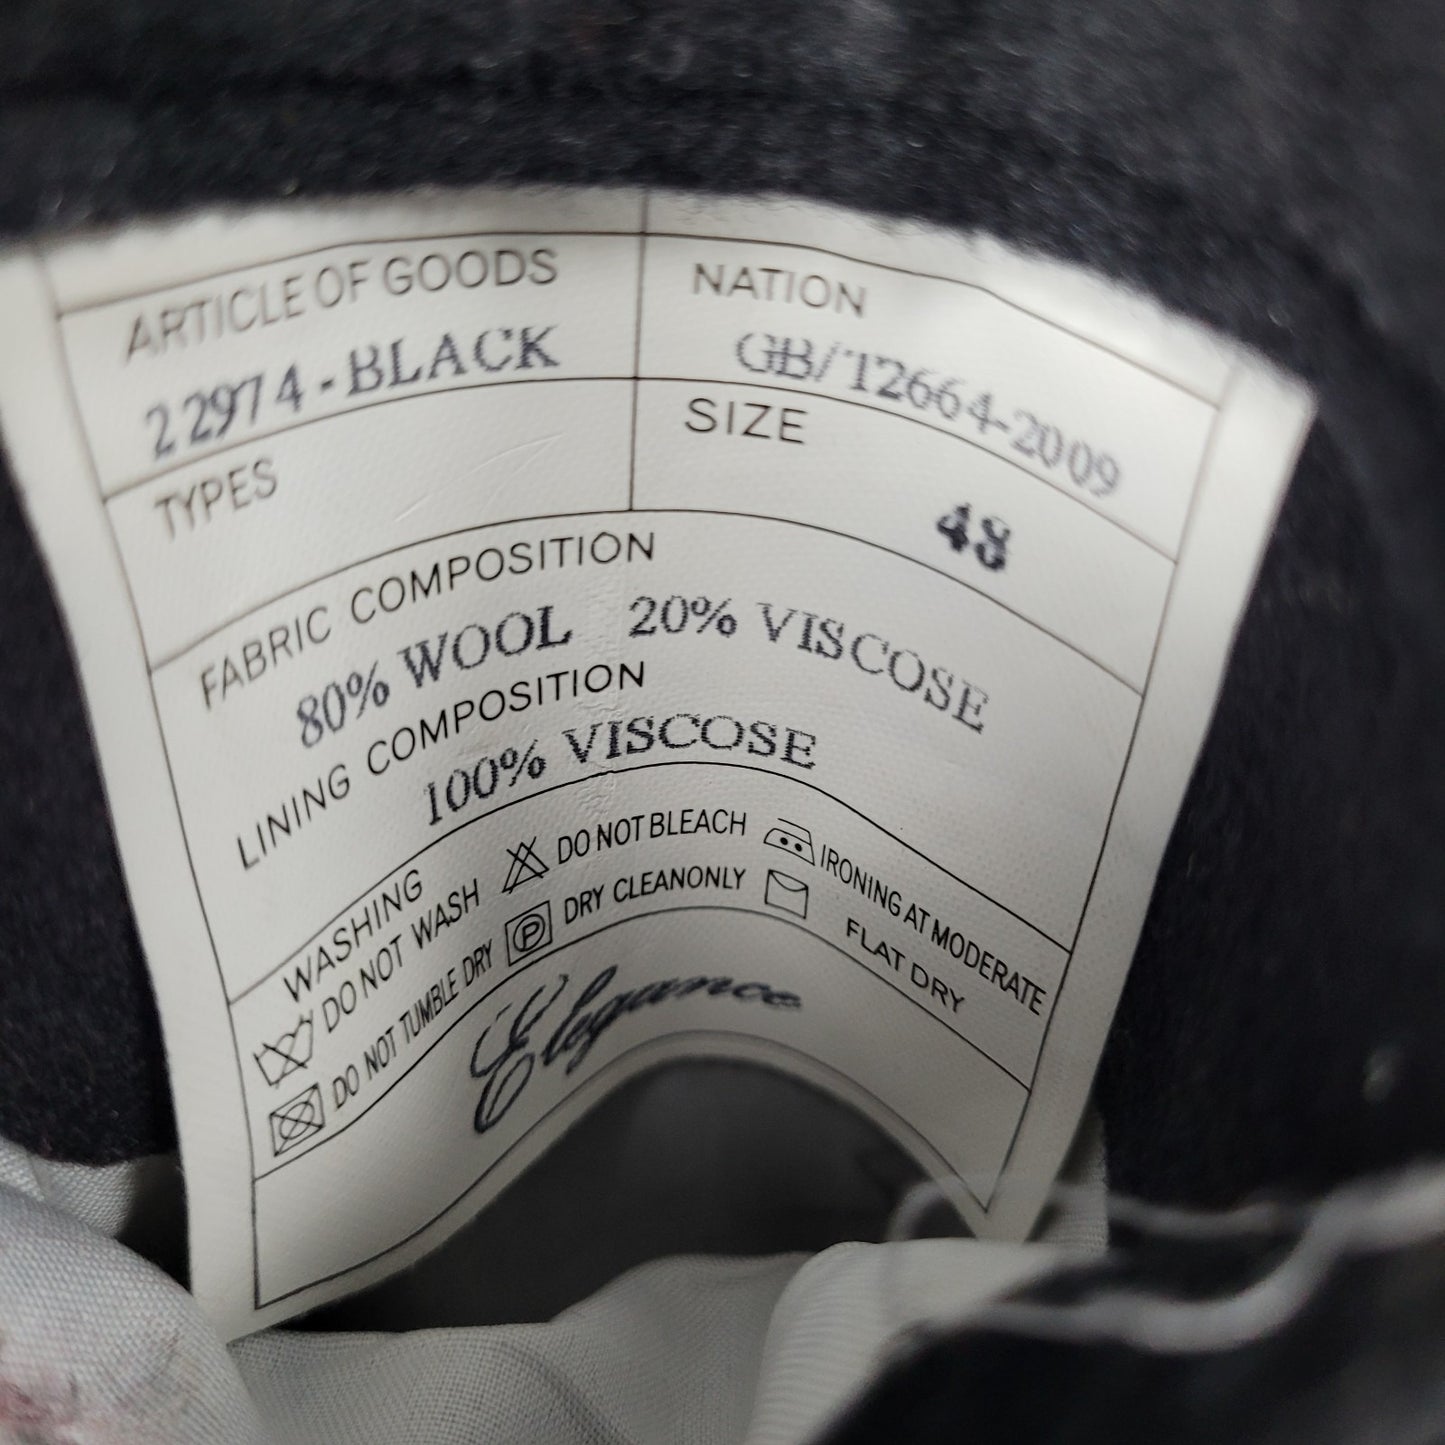 ARTICLE OF GOODS
22974-BLACK
NATION
GB/T2664-2009
TYPES
SIZE
48
FABRIC COMPOSITION
80% WOOL 20% VISCOSE
LINING COMPOSITION
100% VISCOSE
WASHING
DO NOT WASH DO NOT BLEACH IRONING AT MODERATE
DO NOT TUMBLE DRY P DRY CLEANONLY FLAT DRY
Elegance